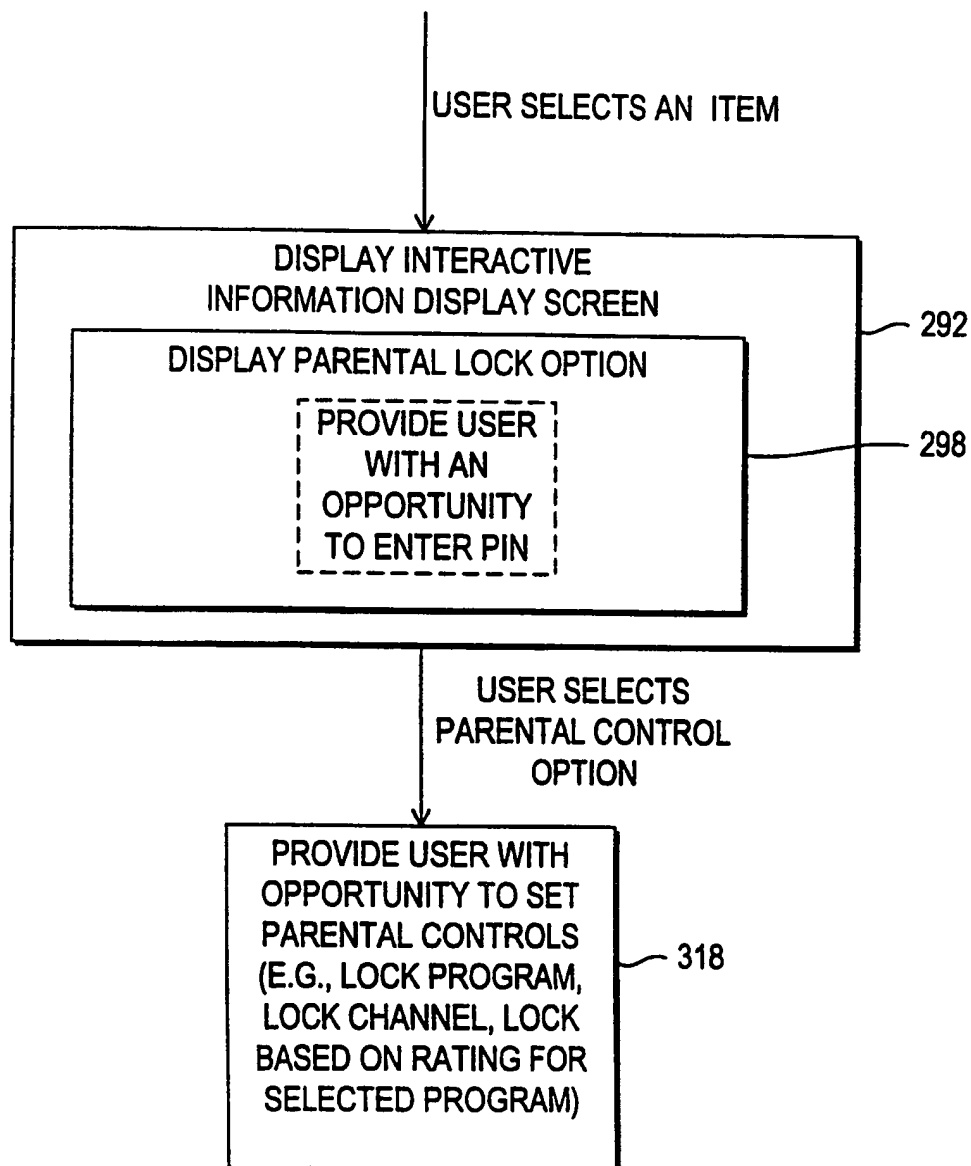 USER SELECTS AN ITEM
DISPLAY INTERACTIVE
INFORMATION DISPLAY SCREEN
292
DISPLAY PARENTAL LOCK OPTION
298
PROVIDE USER
WITH AN
OPPORTUNITY
TO ENTER PIN
USER SELECTS
PARENTAL CONTROL
OPTION
PROVIDE USER WITH
OPPORTUNITY TO SET
PARENTAL CONTROLS
(E.G., LOCK PROGRAM,
LOCK CHANNEL, LOCK
BASED ON RATING FOR
SELECTED PROGRAM)
318